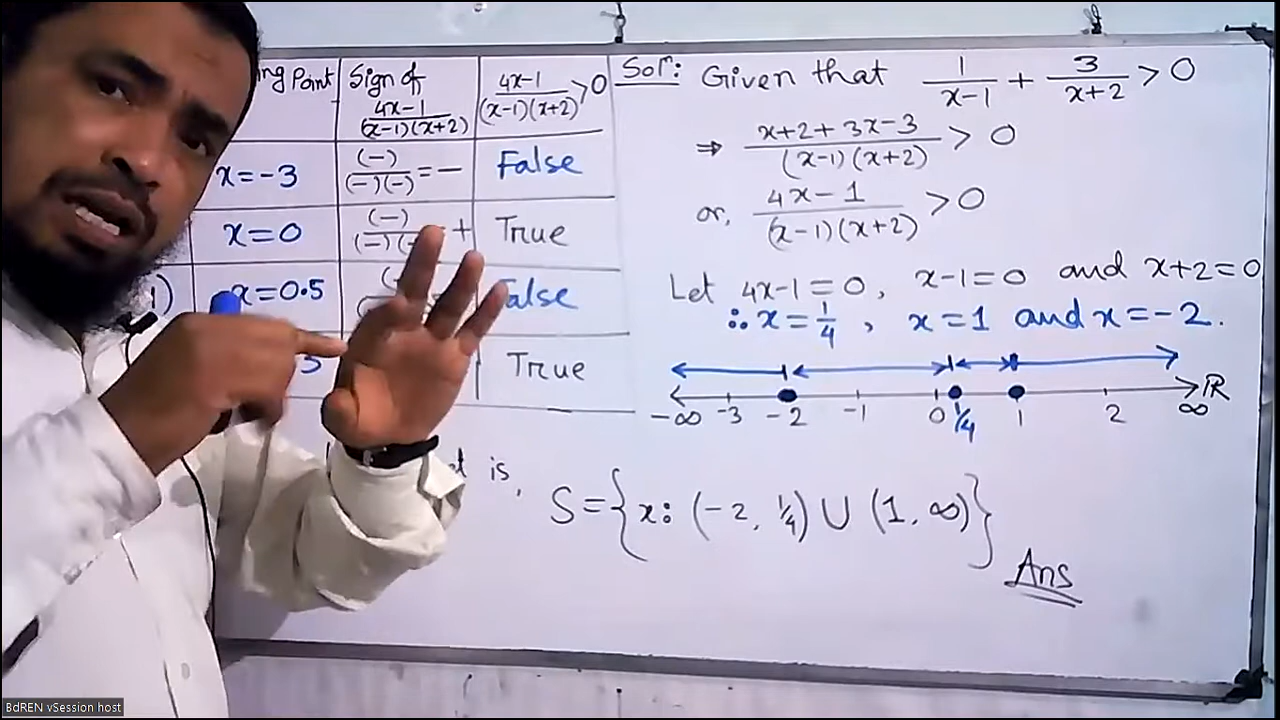 ing Point
Sign of (4x-1)/((x-1)(x+2))
(4x-1)/((x-1)(x+2)) > 0
x = -3
(-)/((-)(-)) = -
False
x = 0
(-)/((-)(- +
True
1)
x = 0.5
False
True
is,
Sol: Given that 1/(x-1) + 3/(x+2) > 0
⇒ (x+2+3x-3)/((x-1)(x+2)) > 0
or, (4x-1)/((x-1)(x+2)) > 0
Let 4x-1=0, x-1=0 and x+2=0
∴ x = 1/4, x = 1 and x = -2.
-∞ -3 -2 -1 0 1/4 1 2 ∞ ℝ
S = {x: (-2, 1/4) ∪ (1, ∞)}
Ans
BdREN vSession host